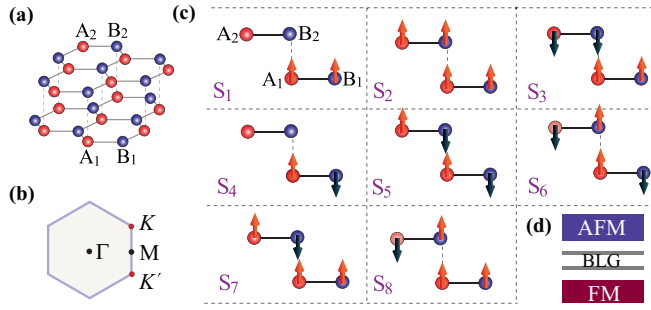 (a)
A₂ B₂
A₁ B₁
(b)
K
Γ M
K′
(c)
A₂ B₂
A₁ B₁
S₁
S₂
S₃
S₄
S₅
S₆
S₇
S₈
(d)
AFM
BLG
FM